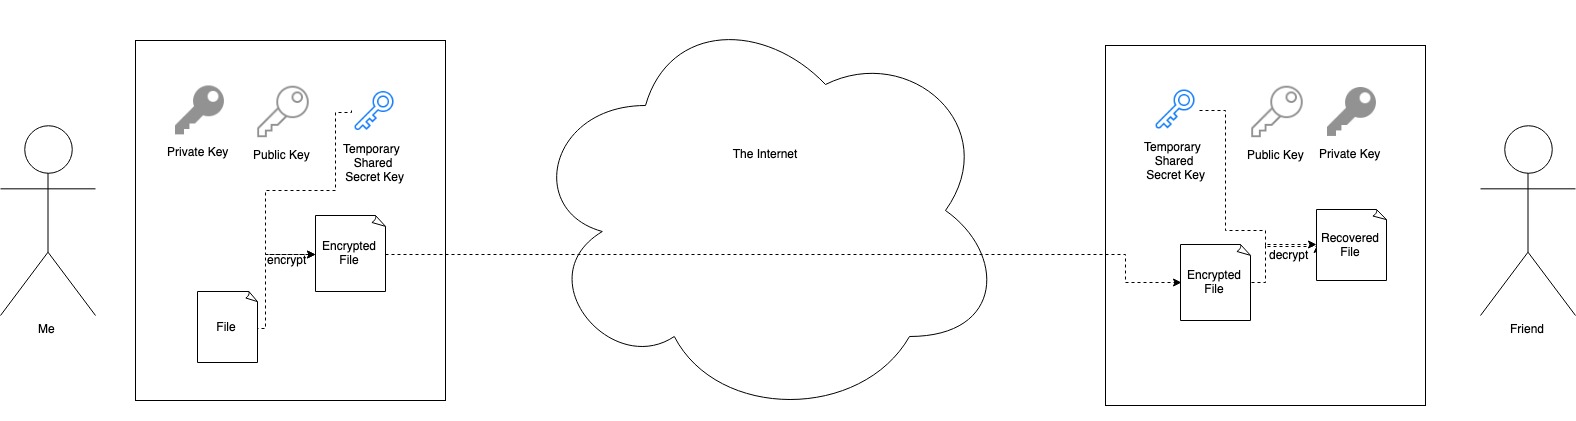 Private Key
Public Key
Temporary
Shared
Secret Key
Encrypted
File
encrypt
File
Me
The Internet
Temporary
Shared
Secret Key
Public Key
Private Key
Recovered
File
decrypt
Encrypted
File
Friend